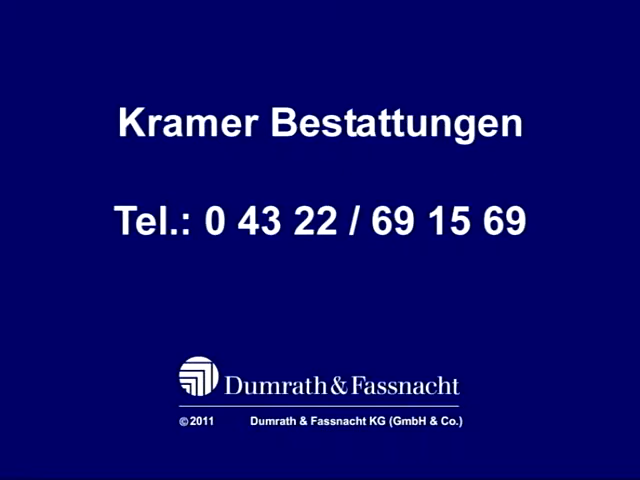 Kramer Bestattungen
Tel.: 0 43 22 / 69 15 69
Dumrath & Fassnacht
© 2011 Dumrath & Fassnacht KG (GmbH & Co.)